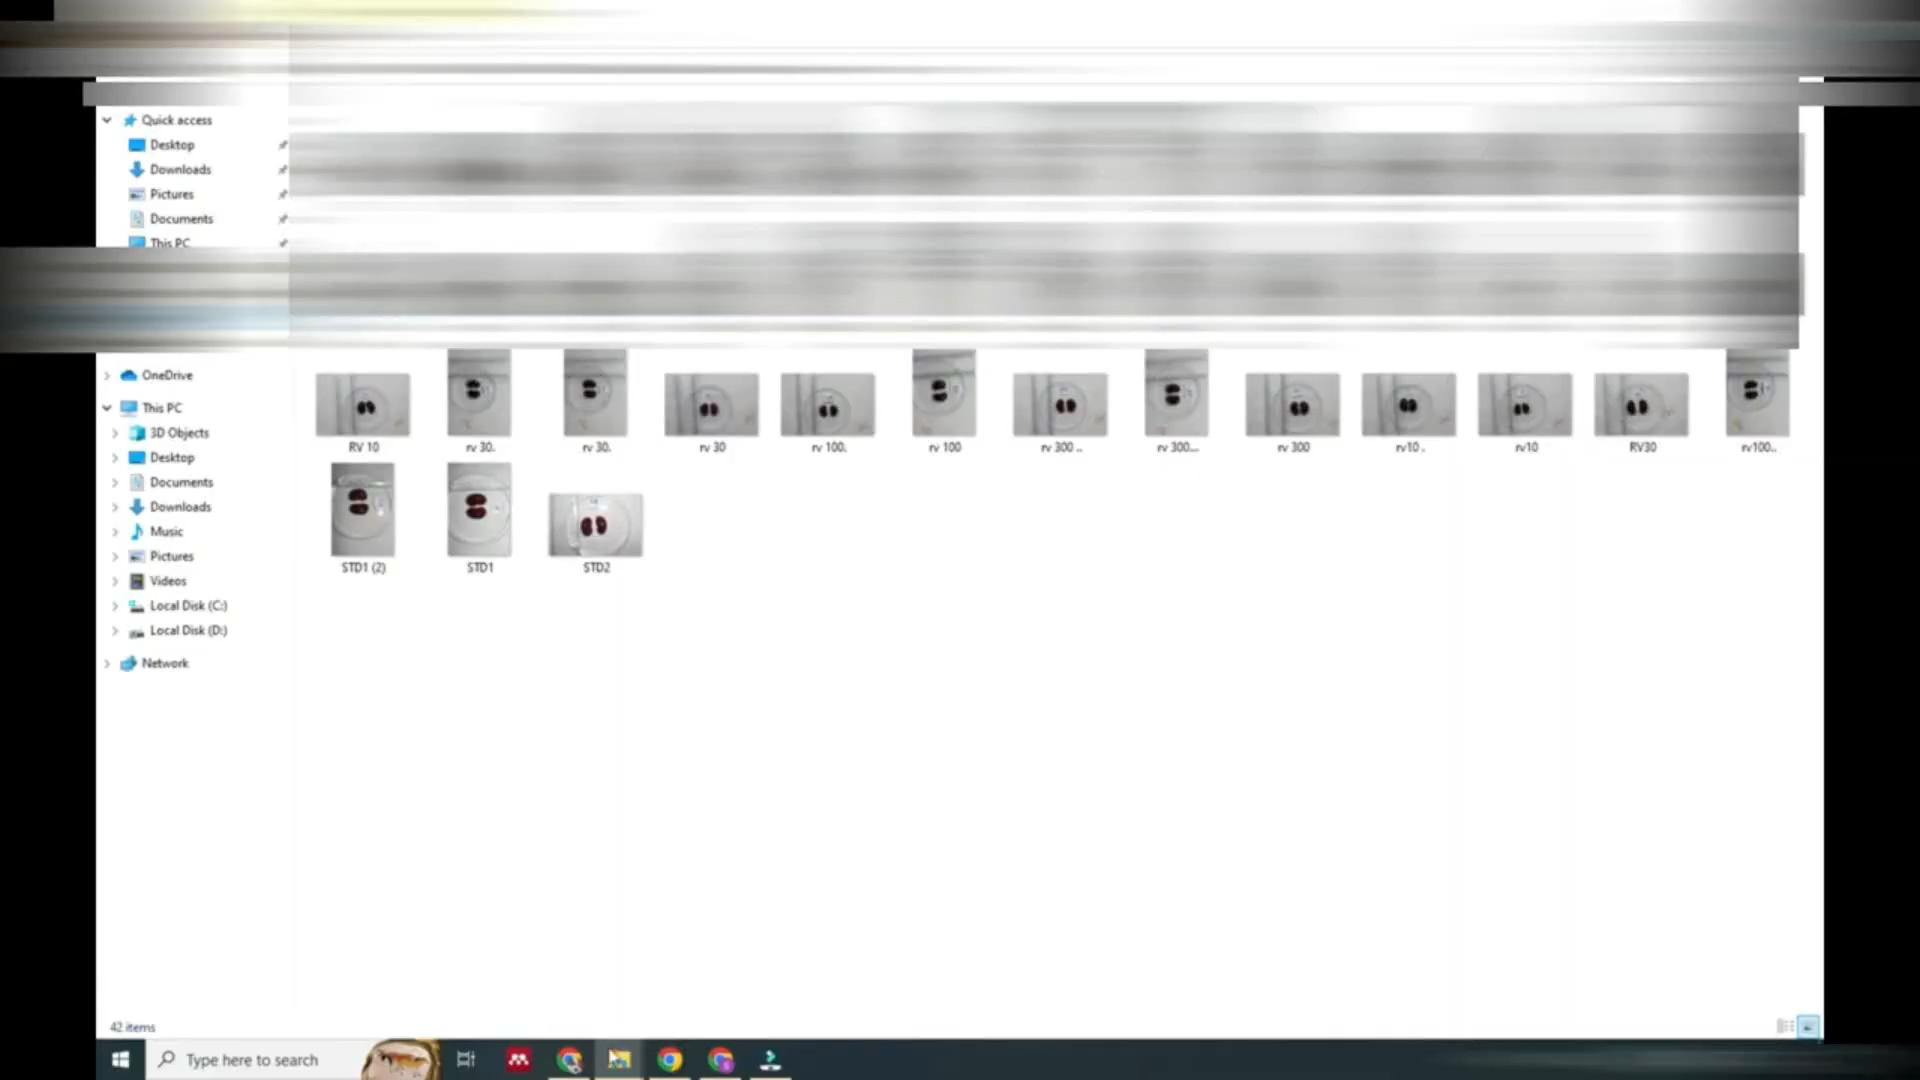 Quick access
Desktop
Downloads
Pictures
Documents
This PC
OneDrive
This PC
3D Objects
Desktop
Documents
Downloads
Music
Pictures
Videos
Local Disk (C:)
Local Disk (D:)
Network
RV 10 rv 30. rv 30. rv 30 rv 100. rv 100 rv 300 .. rv 300... rv 300 rv10 . rv10 RV30 rv100..
STD1 (2) STD1 STD2
42 items
Type here to search